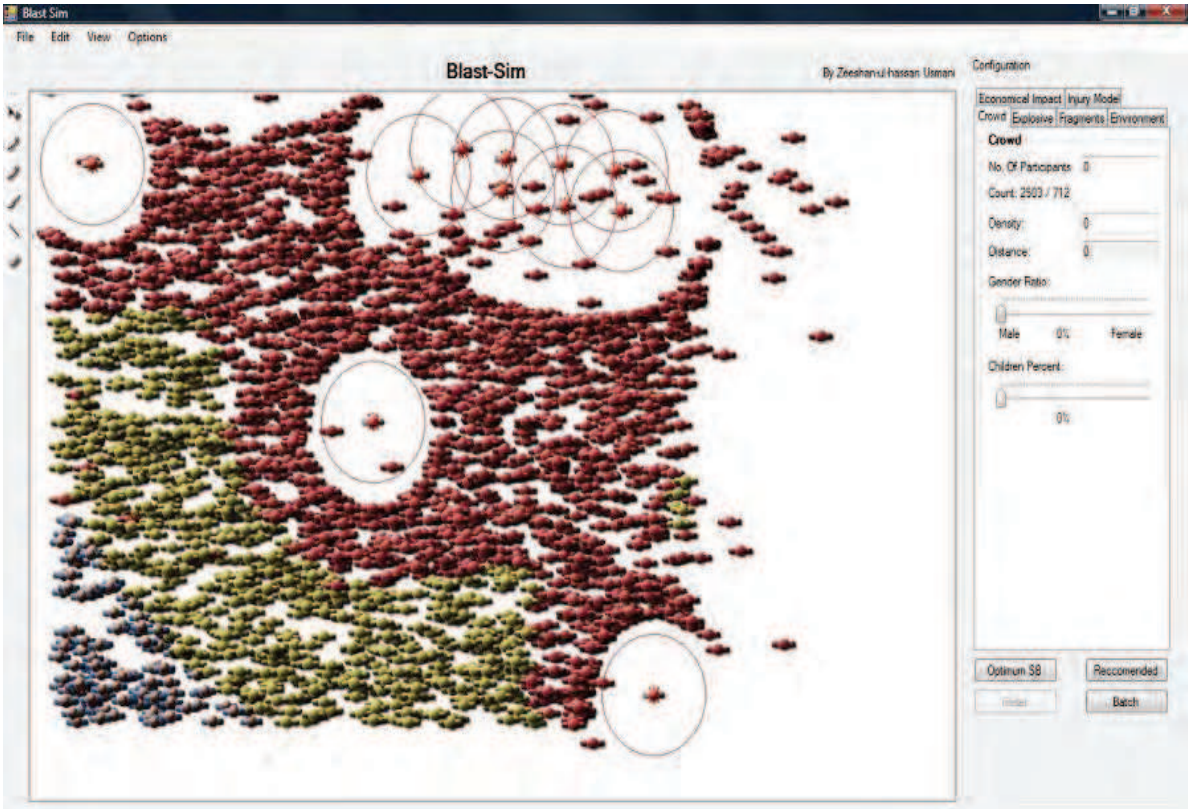 Blast Sim
File Edit View Options
Blast-Sim
By Zeeshan-ul-hassan Usmani
Configuration
Economical Impact Injury Model
Crowd Explosive Fragments Environment
Crowd
No. Of Participants 0
Count: 2503 / 712
Density: 0
Distance: 0
Gender Ratio:
Male 0% Female
Children Percent:
0%
Optimum SB Reccomended
Batch